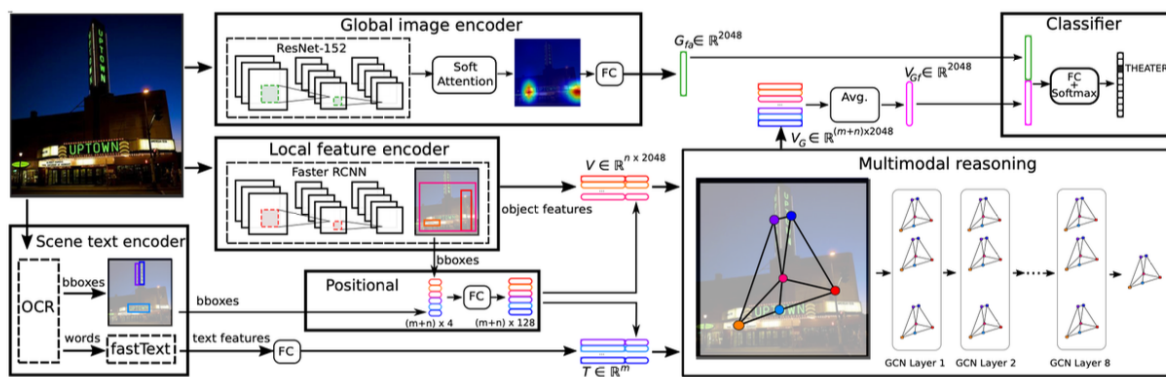 Global image encoder
ResNet-152
Soft
Attention
FC
G_fa ∈ ℝ^2048
V_Gf ∈ ℝ^2048
Classifier
FC
+
Softmax
THEATER
Avg.
V_G ∈ ℝ^(m+n)x2048
UPTOWN
UPTOWN
Local feature encoder
Faster RCNN
object features
V ∈ ℝ^n x 2048
bboxes
Multimodal reasoning
GCN Layer 1
GCN Layer 2
GCN Layer 8
Scene text encoder
OCR
bboxes
words
fastText
bboxes
text features
FC
Positional
FC
(m+n) x 4
(m+n) x 128
T ∈ ℝ^m